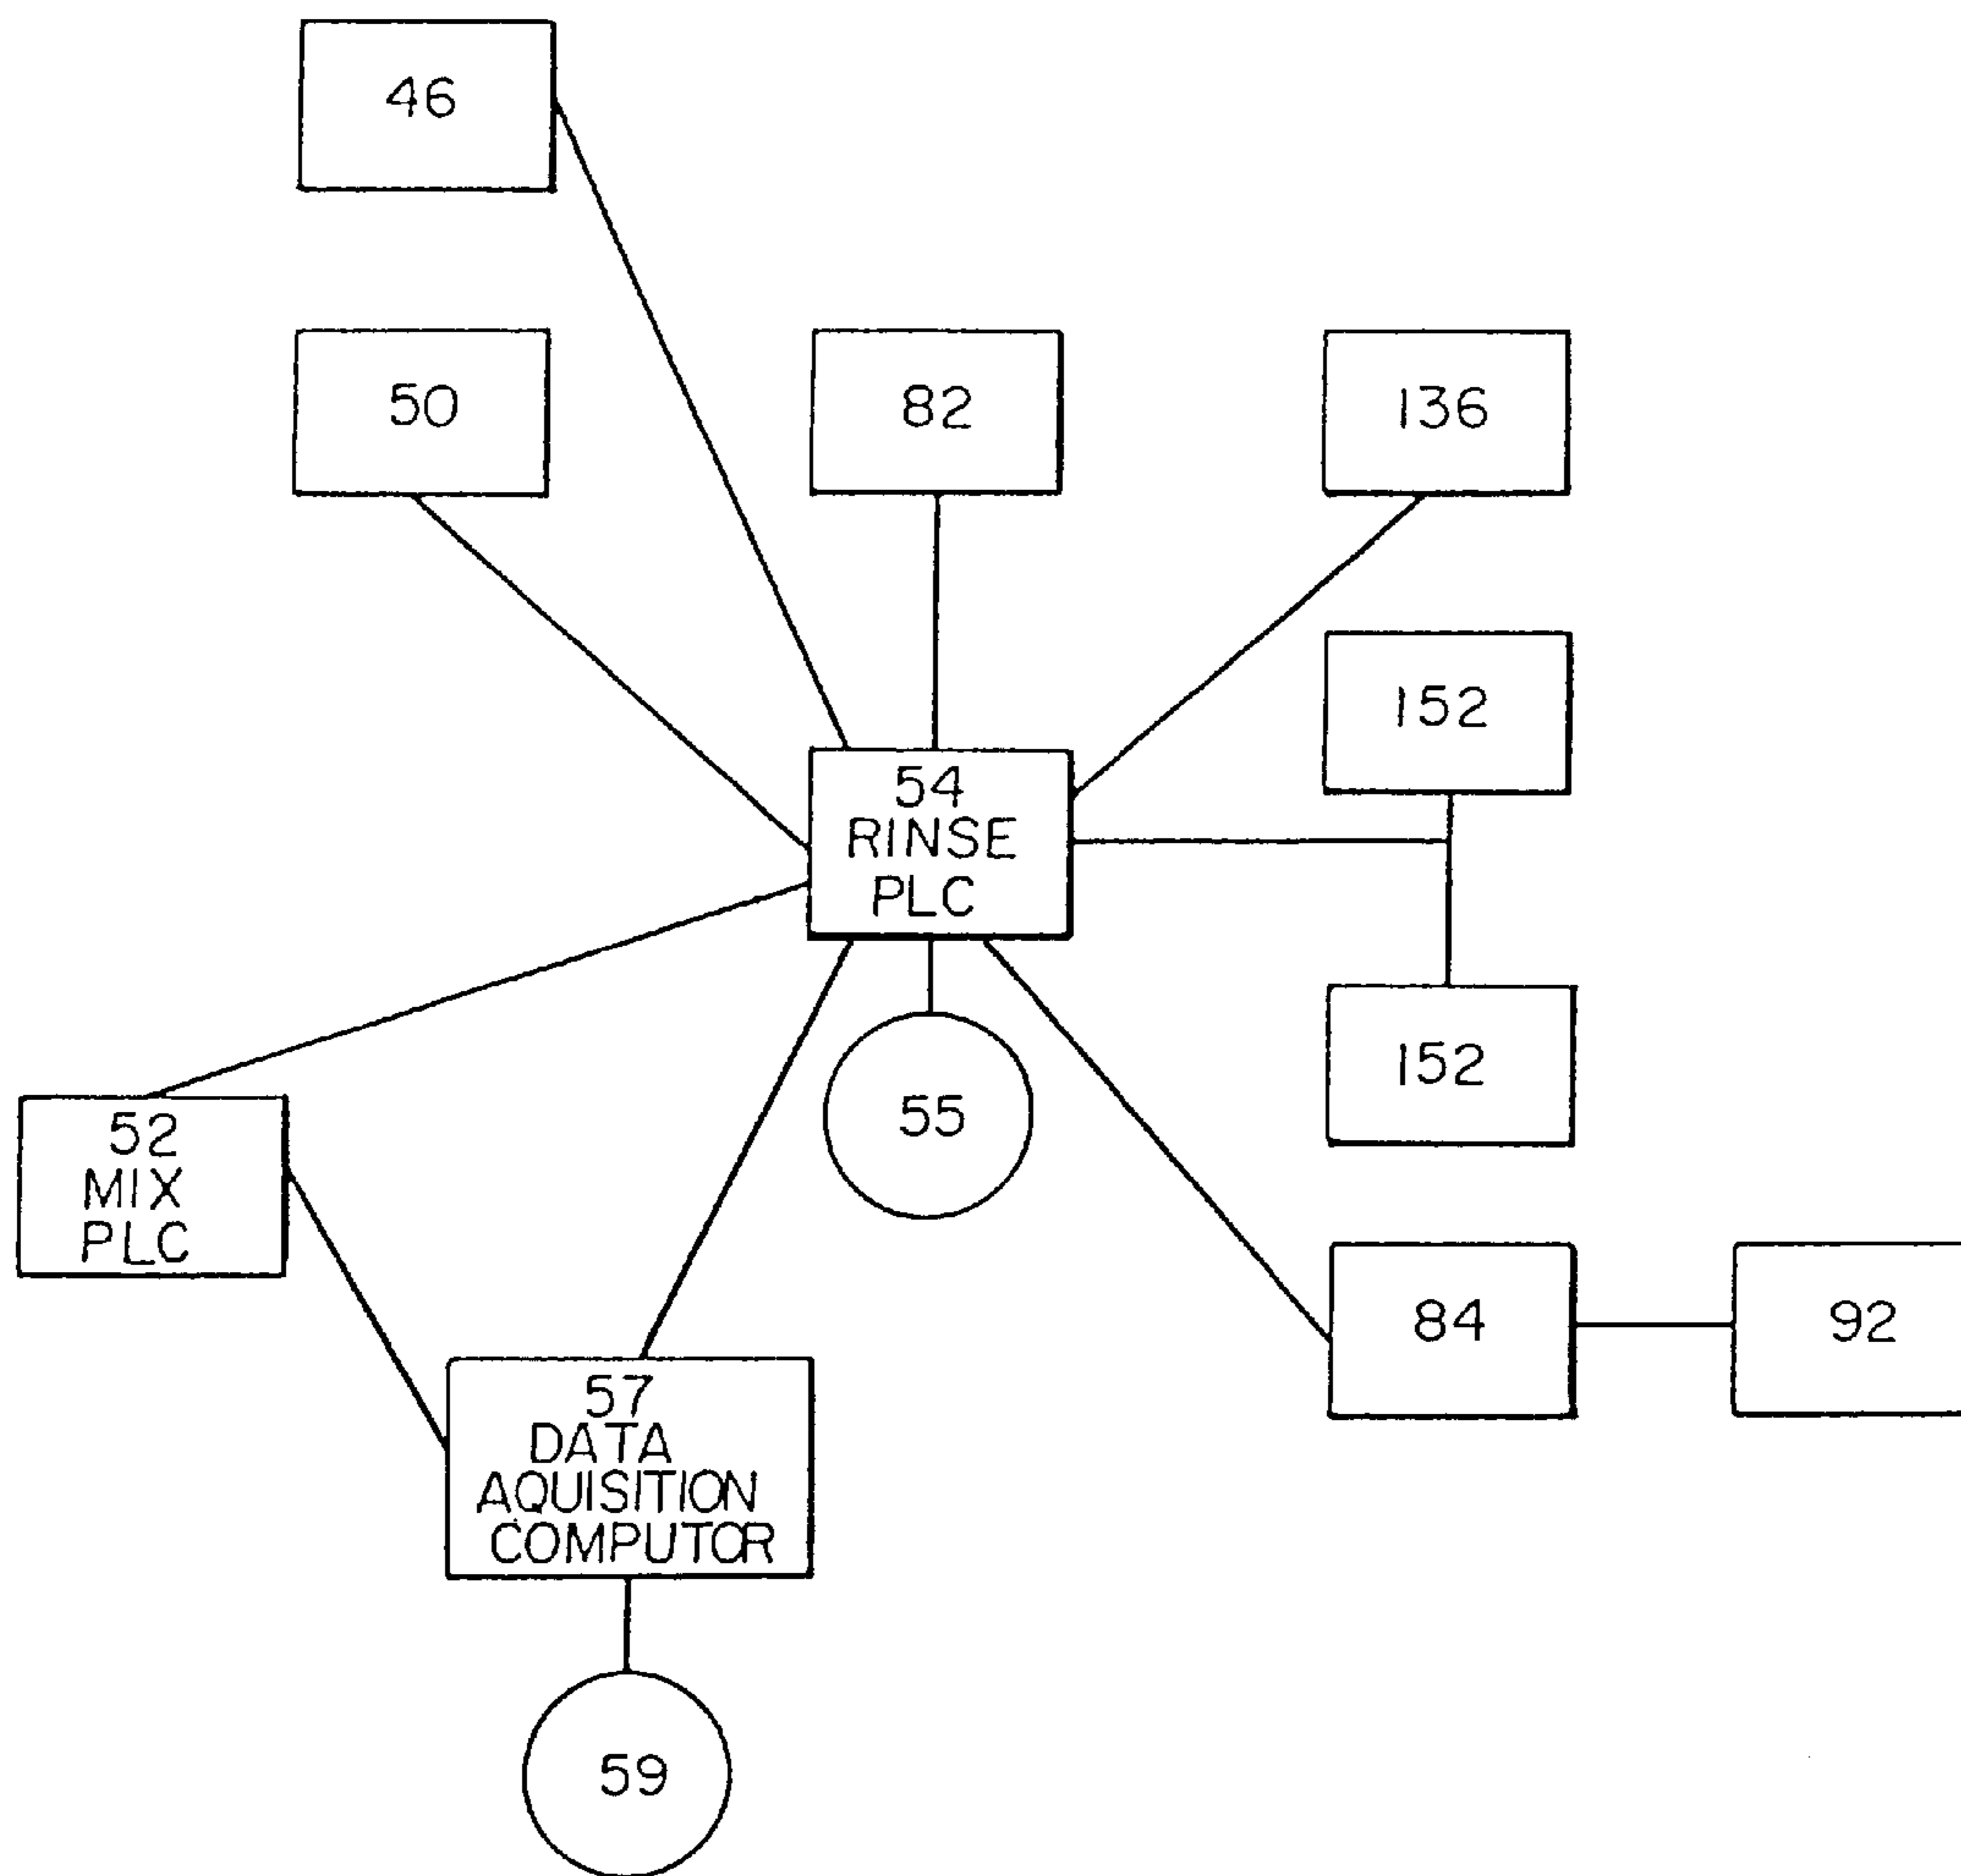 46
50
82
136
152
54
RINSE
PLC
152
52
MIX
PLC
55
84
92
57
DATA
AQUISITION
COMPUTOR
59